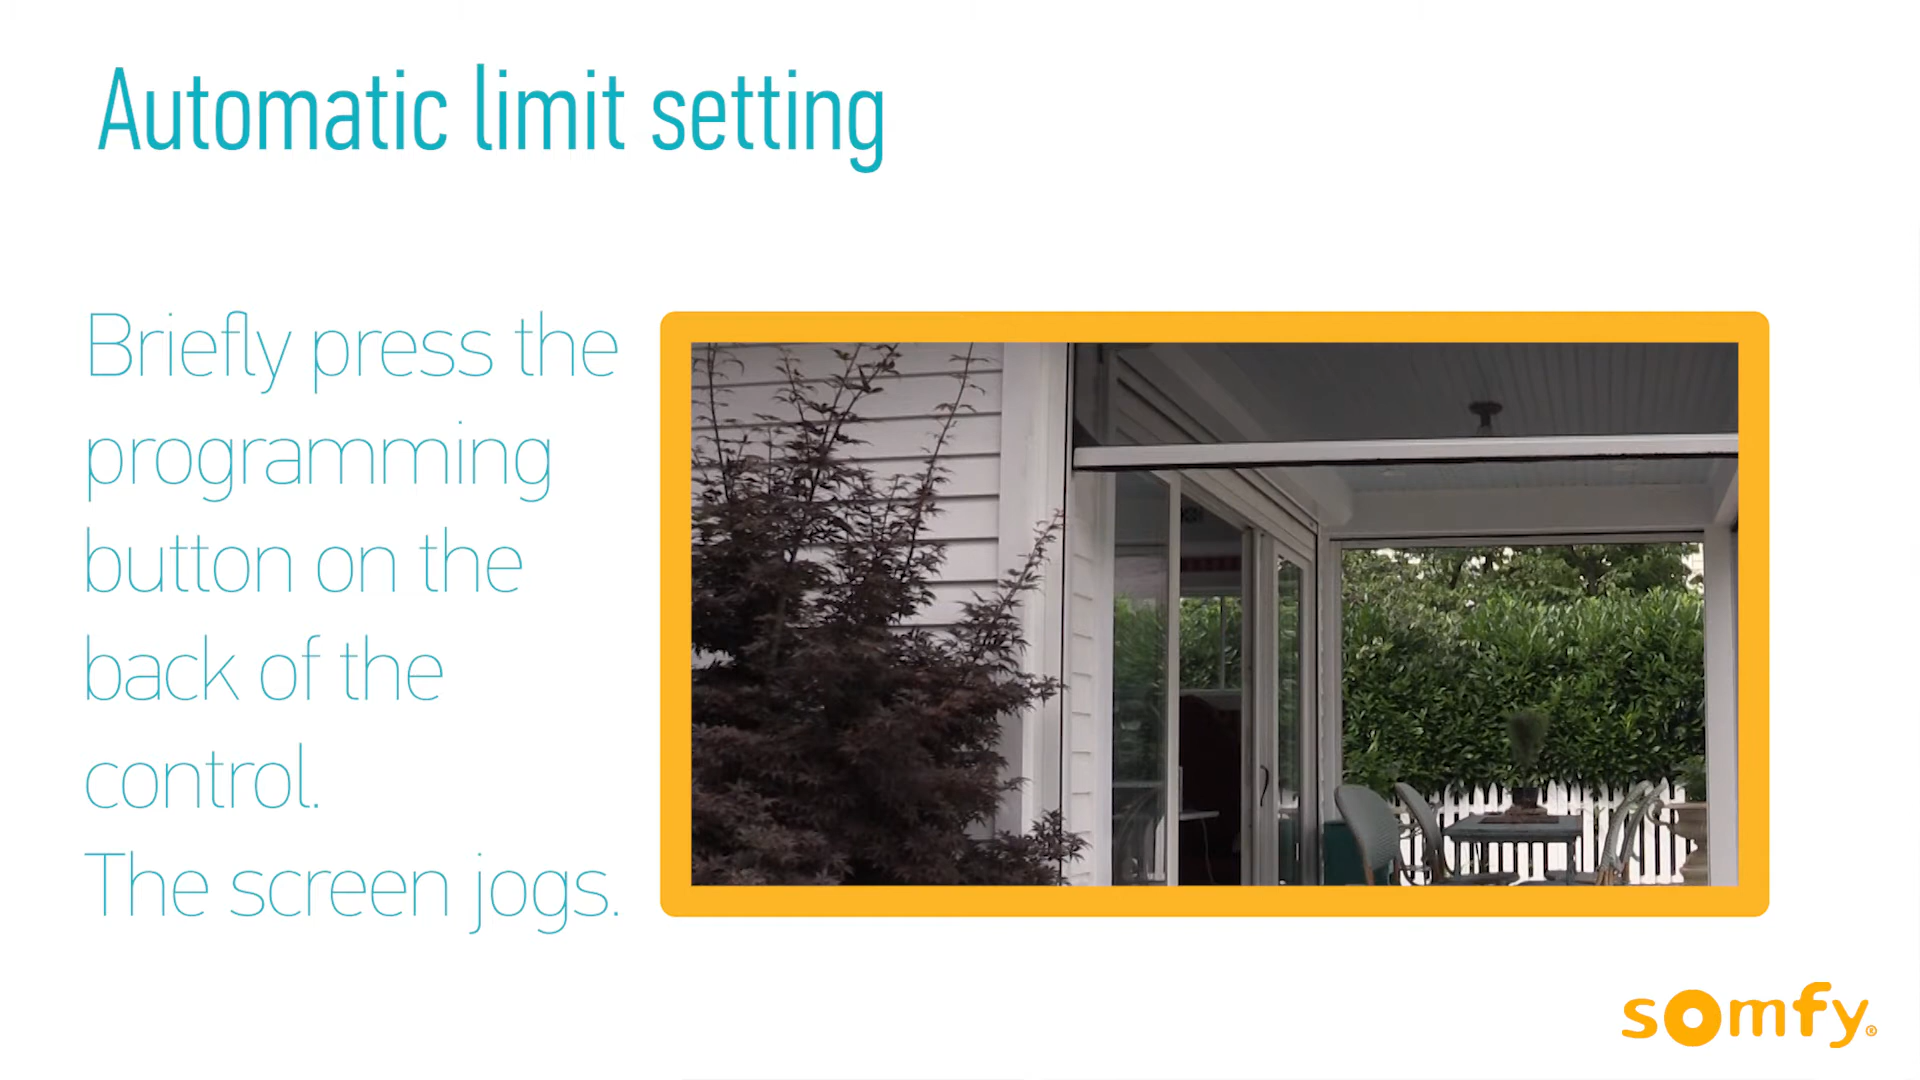 Automatic limit setting
Briefly press the
programming
button on the
back of the
control.
The screen jogs.
somfy®